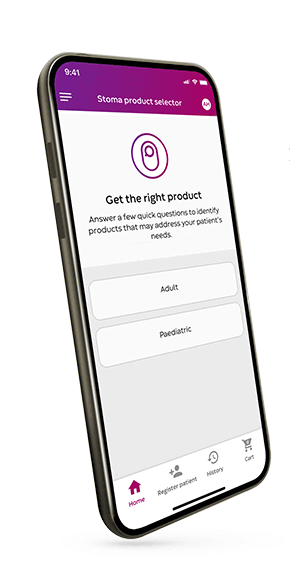 9:41
Stoma product selector
AH
Get the right product
Answer a few quick questions to identify
products that may address your patient's
needs.
Adult
Paediatric
Home
Register patient
History
Cart